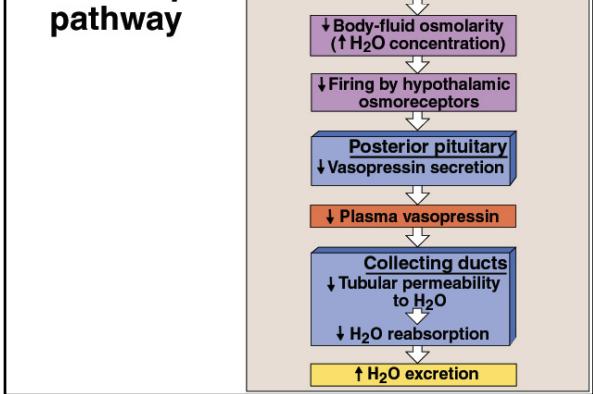 pathway
↓Body-fluid osmolarity
(↑H₂O concentration)
↓Firing by hypothalamic
osmoreceptors
Posterior pituitary
↓Vasopressin secretion
↓ Plasma vasopressin
Collecting ducts
↓Tubular permeability
to H₂O
↓ H₂O reabsorption
↑ H₂O excretion